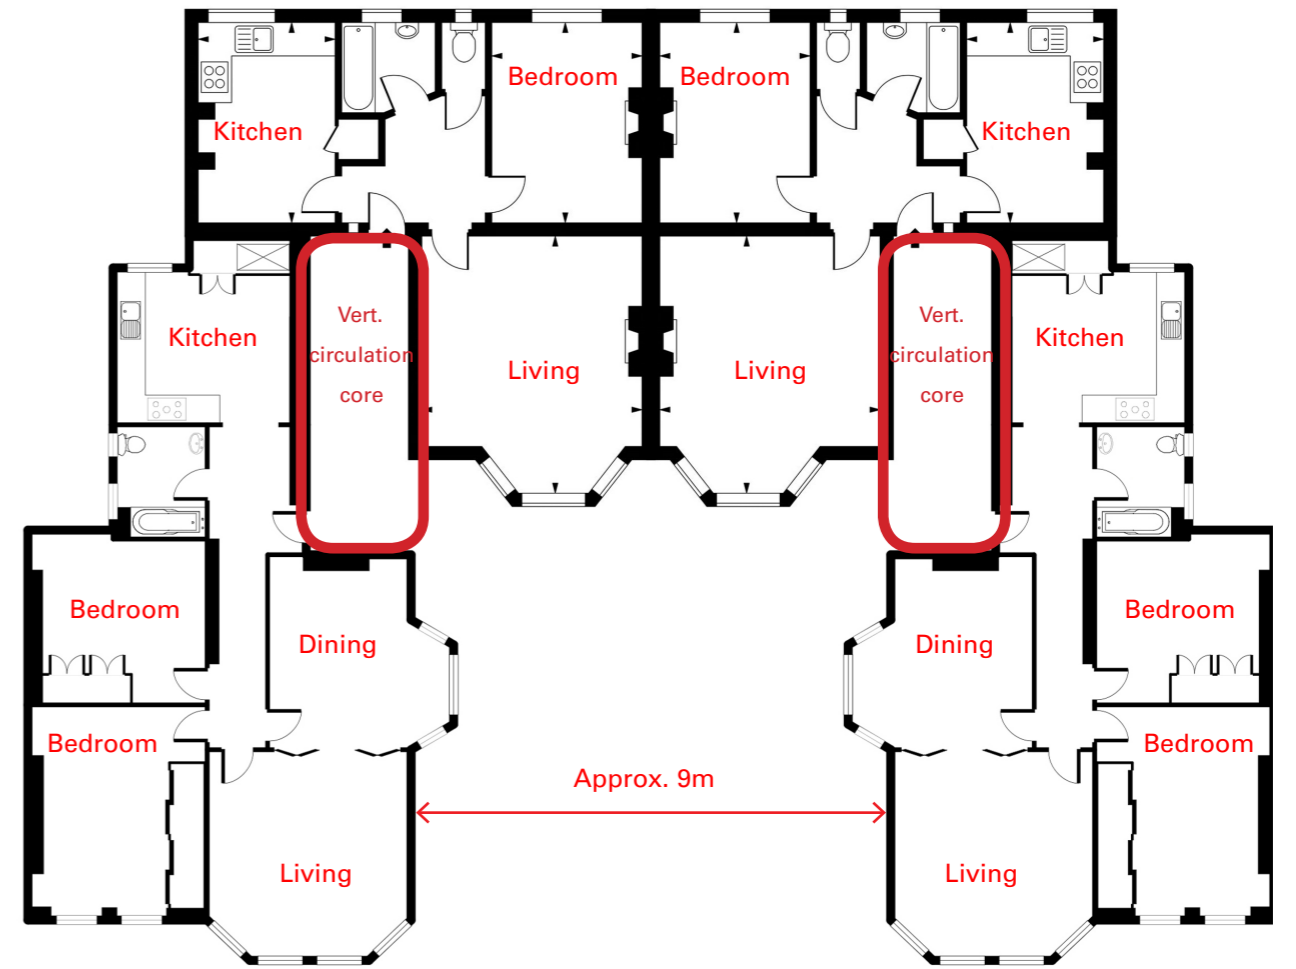 Bedroom
Bedroom
Kitchen
Kitchen
Vert.
circulation
core
Vert.
circulation
core
Kitchen
Kitchen
Living
Living
Bedroom
Bedroom
Dining
Dining
Bedroom
Bedroom
Approx. 9m
Living
Living